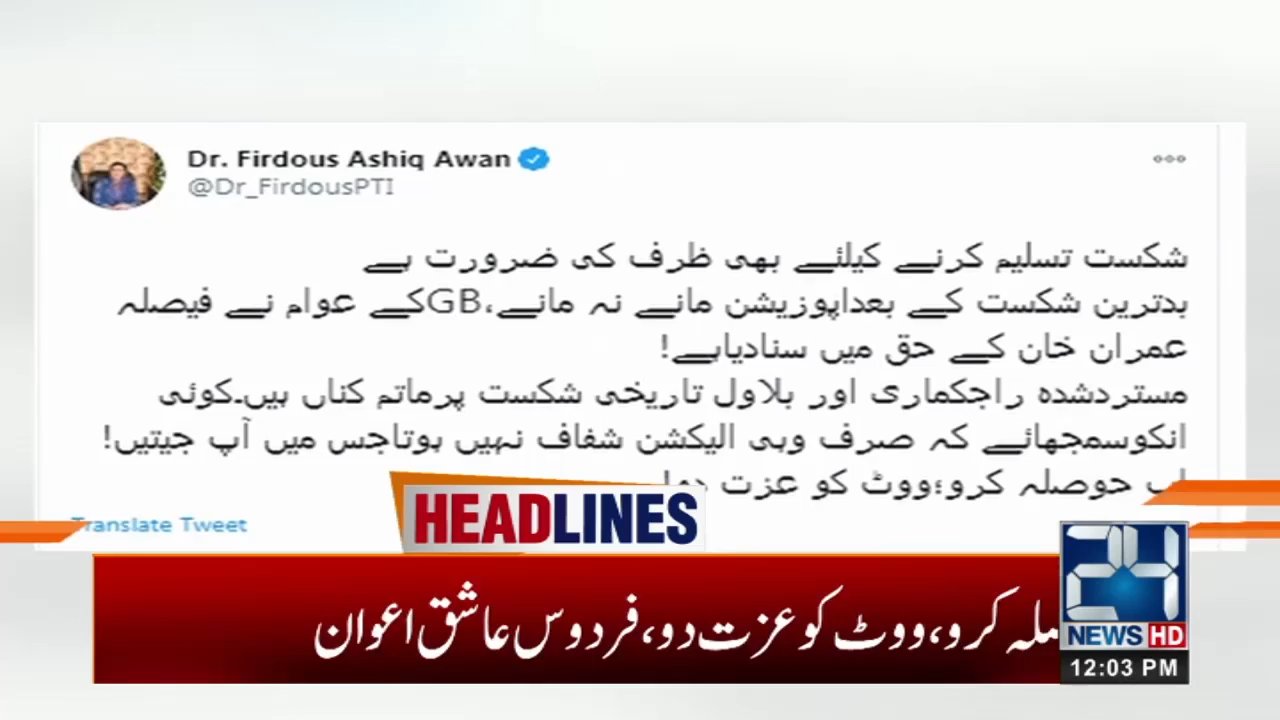 Dr. Firdous Ashiq Awan
@Dr_FirdousPTI
شکست تسلیم کرنے کیلئے بھی ظرف کی ضرورت ہے
بدترین شکست کے بعداپوزیشن مانے نہ مانے،GBکے عوام نے فیصلہ
عمران خان کے حق میں سنادیاہے!
مستردشدہ راجکماری اور بلاول تاریخی شکست پرماتم کناں ہیں۔کوئی
انکوسمجھائے کہ صرف وہی الیکشن شفاف نہیں ہوتاجس میں آپ جیتیں!
حوصلہ کرو؛ووٹ کو عزت
Translate Tweet
HEADLINES
کرو، ووٹ کو عزت دو، فردوس عاشق اعوان
24
NEWS HD
12:03 PM